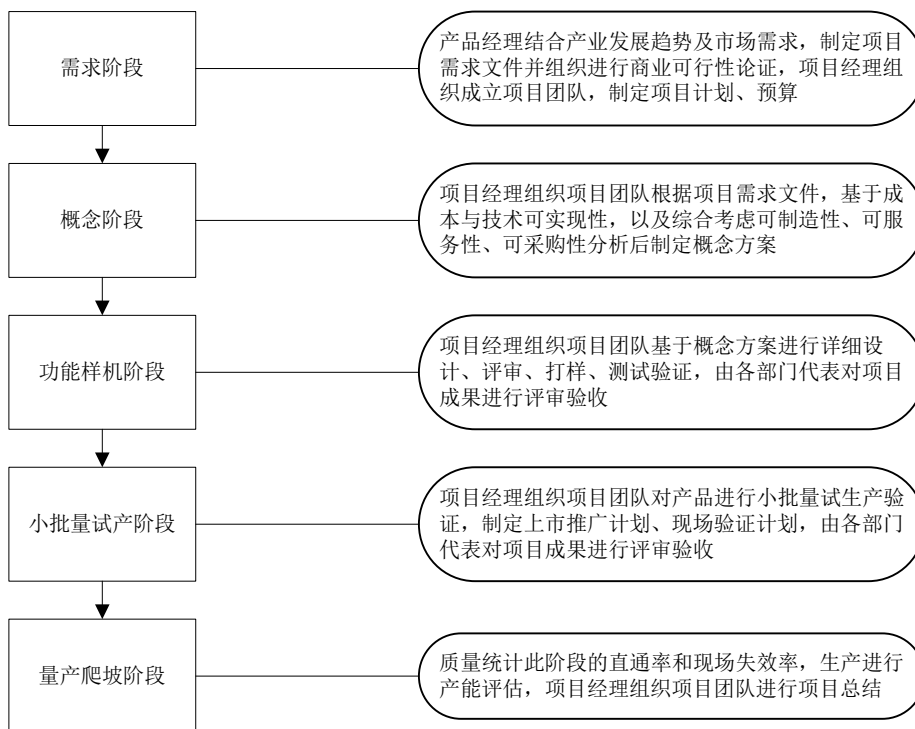 需求阶段
产品经理结合产业发展趋势及市场需求，制定项目
需求文件并组织进行商业可行性论证，项目经理组
织成立项目团队，制定项目计划、预算
概念阶段
项目经理组织项目团队根据项目需求文件，基于成
本与技术可实现性，以及综合考虑可制造性、可服
务性、可采购性分析后制定概念方案
功能样机阶段
项目经理组织项目团队基于概念方案进行详细设
计、评审、打样、测试验证，由各部门代表对项目
成果进行评审验收
小批量试产阶段
项目经理组织项目团队对产品进行小批量试生产验
证，制定上市推广计划、现场验证计划，由各部门
代表对项目成果进行评审验收
量产爬坡阶段
质量统计此阶段的直通率和现场失效率，生产进行
产能评估，项目经理组织项目团队进行项目总结